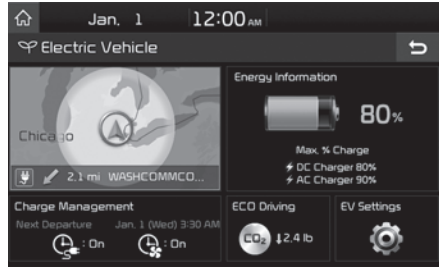 Jan. 1 12:00 AM
Electric Vehicle
Chicago
2.1 mi WASHCOMMCO...
Energy Information
80%
Max. % Charge
DC Charger 80%
AC Charger 90%
Charge Management
Next Departure Jan. 1 (Wed) 3:30 AM
: On : On
ECO Driving
CO2 2.4 lb
EV Settings